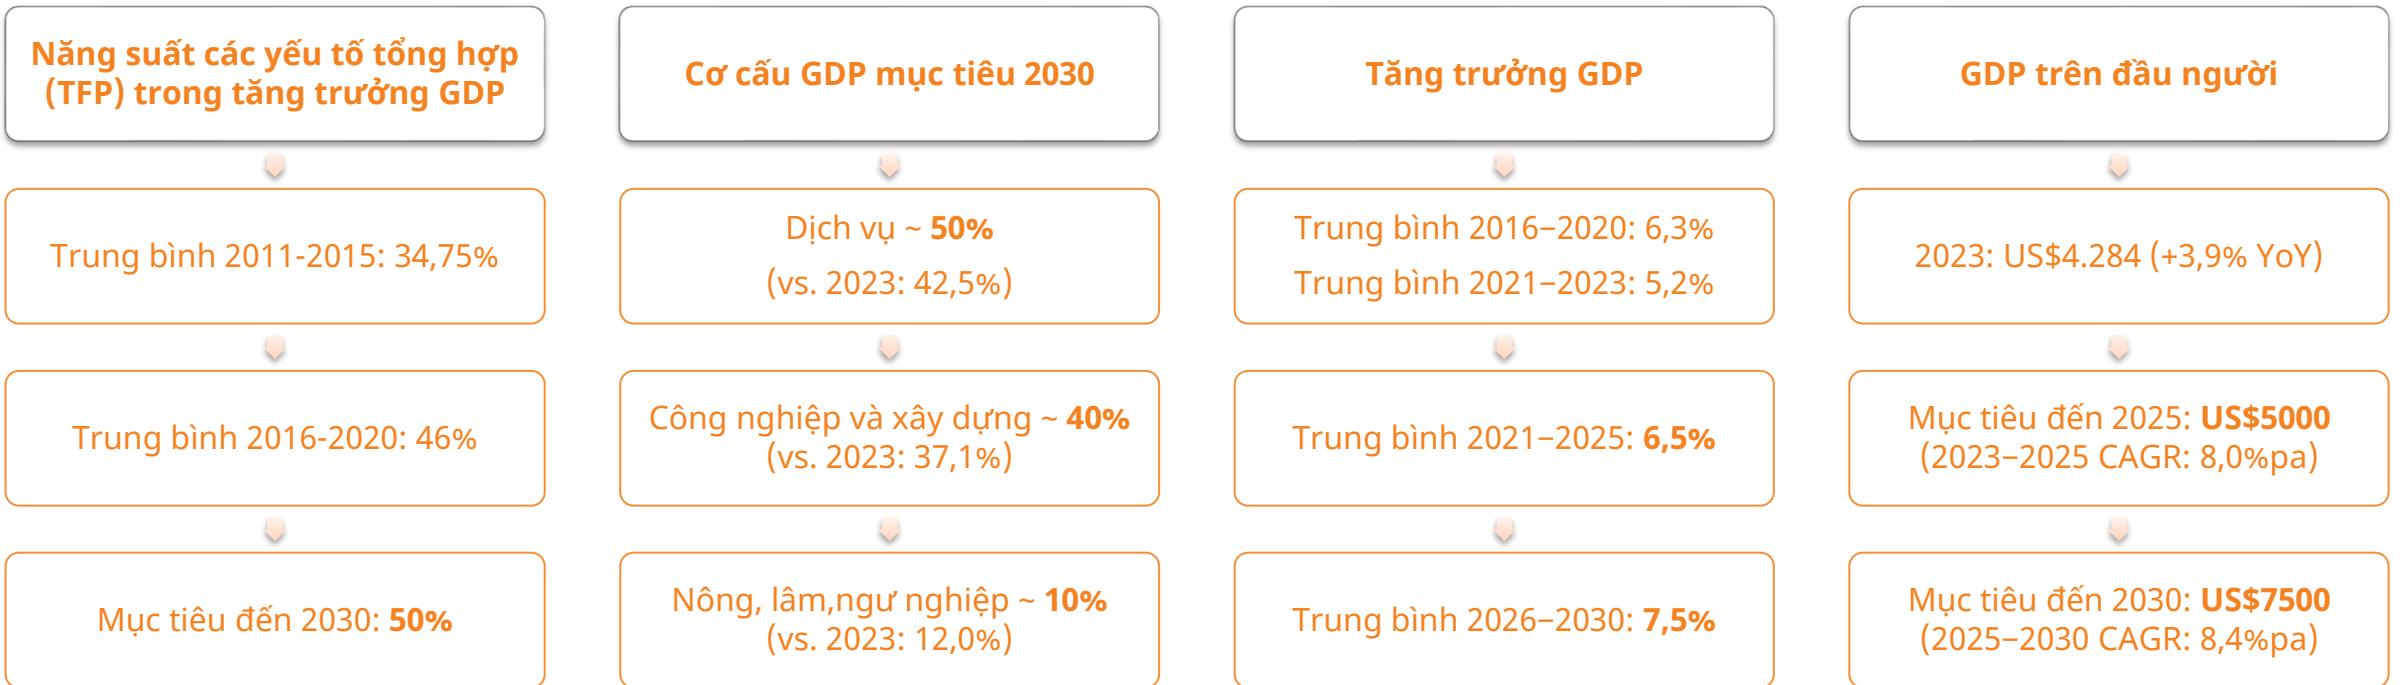 Năng suất các yếu tố tổng hợp
(TFP) trong tăng trưởng GDP
Trung bình 2011-2015: 34,75%
Trung bình 2016-2020: 46%
Mục tiêu đến 2030: 50%
Cơ cấu GDP mục tiêu 2030
Dịch vụ ~ 50%
(vs. 2023: 42,5%)
Công nghiệp và xây dựng ~ 40%
(vs. 2023: 37,1%)
Nông, lâm,ngư nghiệp ~ 10%
(vs. 2023: 12,0%)
Tăng trưởng GDP
Trung bình 2016–2020: 6,3%
Trung bình 2021–2023: 5,2%
Trung bình 2021–2025: 6,5%
Trung bình 2026–2030: 7,5%
GDP trên đầu người
2023: US$4.284 (+3,9% YoY)
Mục tiêu đến 2025: US$5000
(2023–2025 CAGR: 8,0%pa)
Mục tiêu đến 2030: US$7500
(2025–2030 CAGR: 8,4%pa)